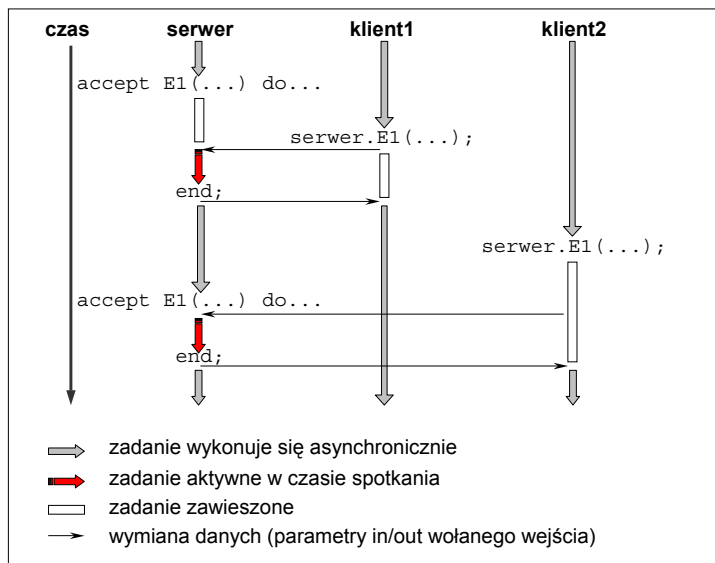 czas serwer klient1 klient2
accept E1(...) do...
serwer.E1(...);
end;
serwer.E1(...);
accept E1(...) do...
end;
zadanie wykonuje się asynchronicznie
zadanie aktywne w czasie spotkania
zadanie zawieszone
wymiana danych (parametry in/out wołanego wejścia)